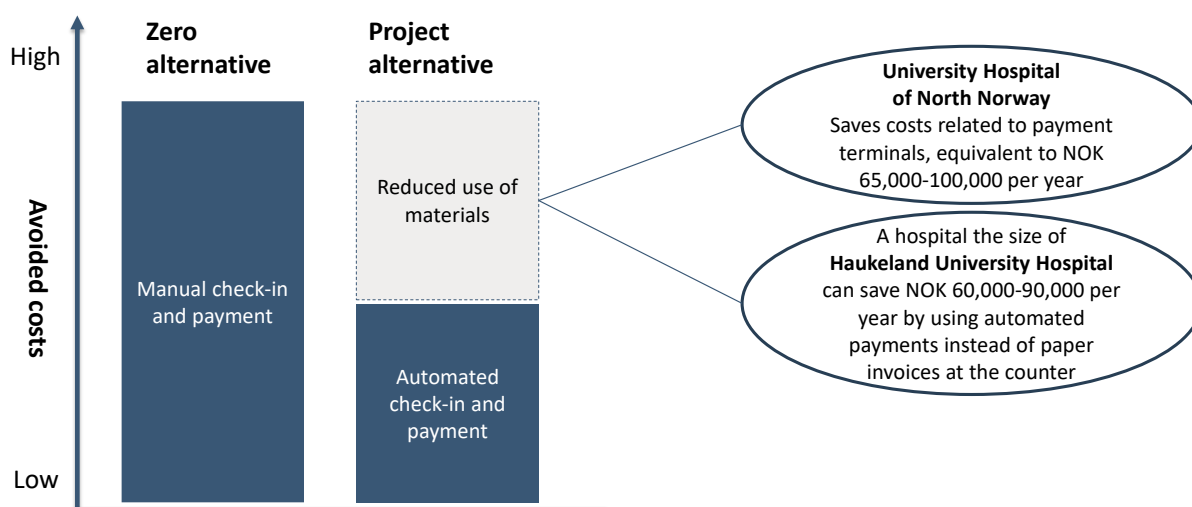 High
Low
Avoided costs
Zero
alternative
Project
alternative
Manual check-in
and payment
Reduced use of
materials
Automated
check-in and
payment
University Hospital
of North Norway
Saves costs related to payment
terminals, equivalent to NOK
65,000-100,000 per year
A hospital the size of
Haukeland University Hospital
can save NOK 60,000-90,000 per
year by using automated
payments instead of paper
invoices at the counter